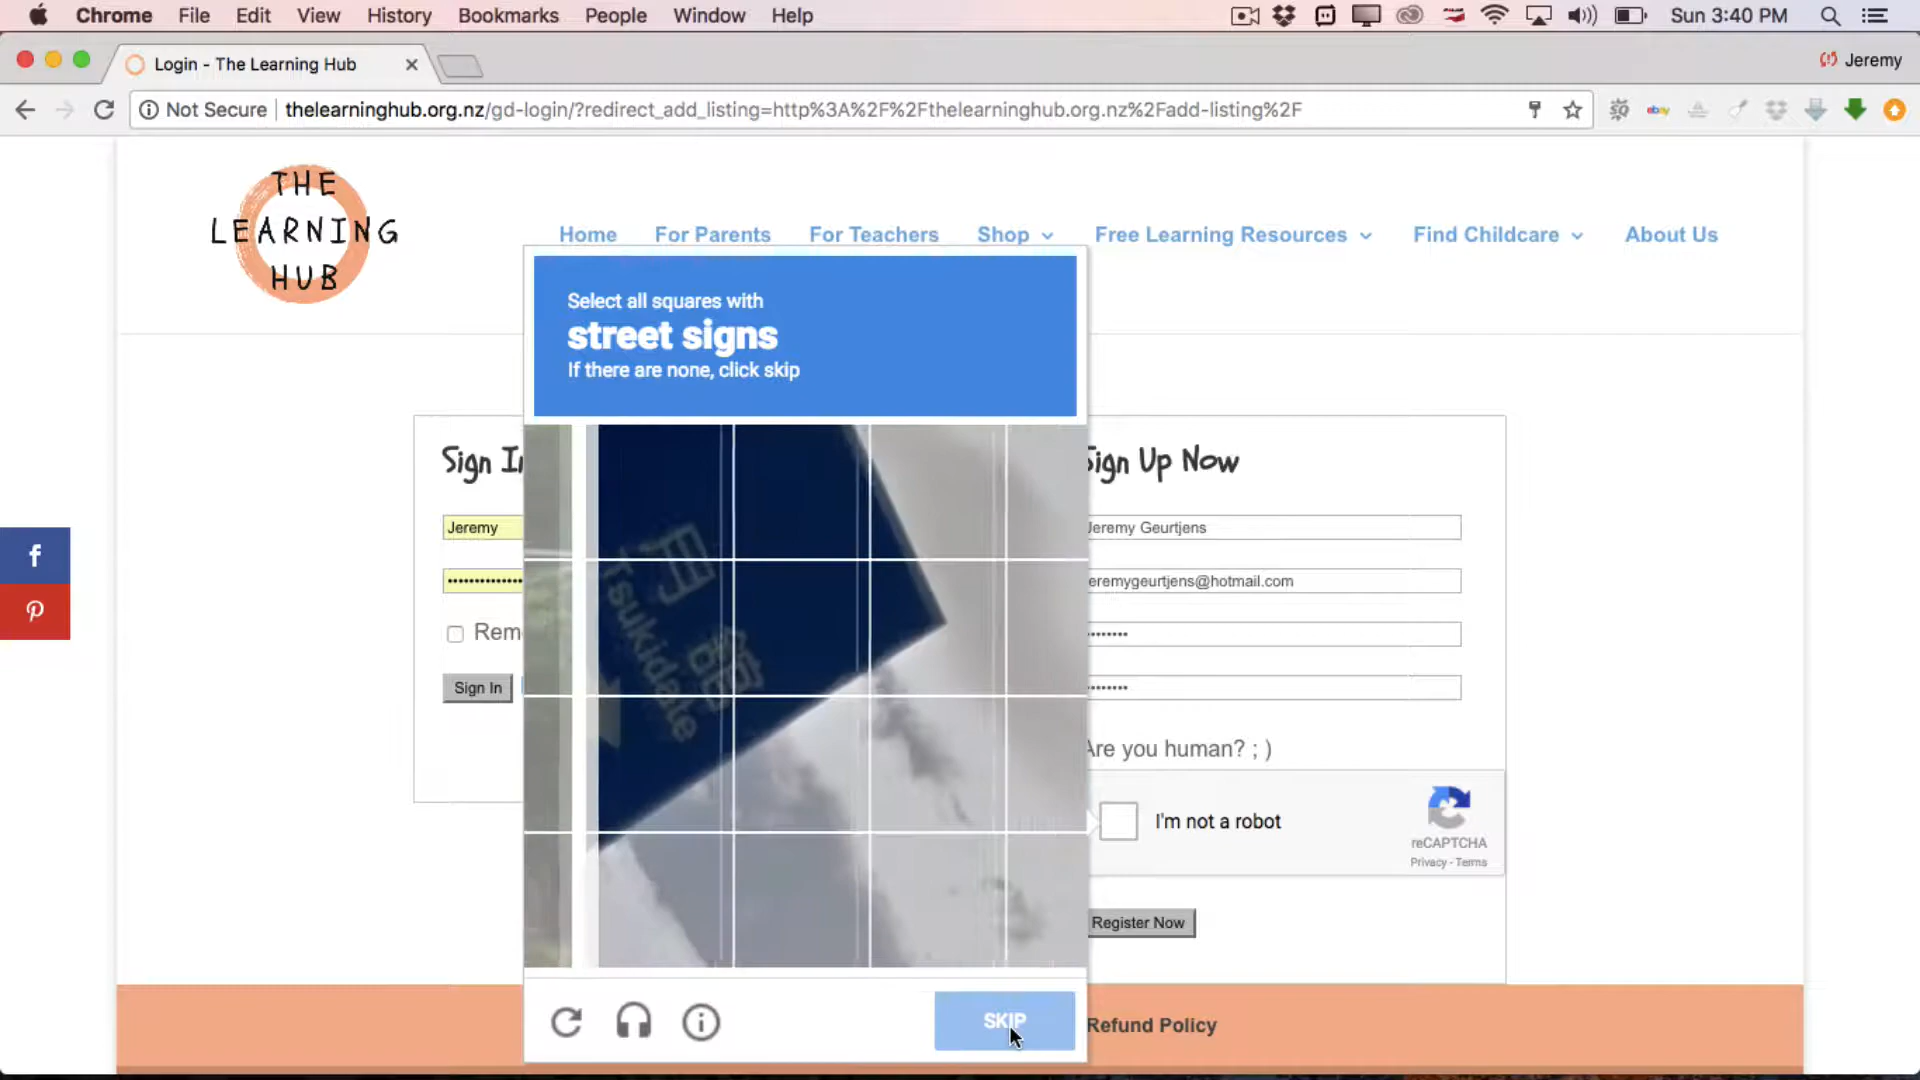 Chrome File Edit View History Bookmarks People Window Help Sun 3:40 PM
Login - The Learning Hub
Jeremy
Not Secure thelearninghub.org.nz/gd-login/?redirect_add_listing=http%3A%2F%2Fthelearninghub.org.nz%2Fadd-listing%2F
ebay
THE
LEARNING
HUB
Home For Parents For Teachers Shop Free Learning Resources Find Childcare About Us
Select all squares with
street signs
If there are none, click skip
Sign In
Jeremy
••••••••••••••
Rem
Sign In
Tsukidate
SKIP
Sign Up Now
Jeremy Geurtjens
jeremygeurtjens@hotmail.com
Are you human? ; )
I'm not a robot
reCAPTCHA
Privacy - Terms
Register Now
Refund Policy